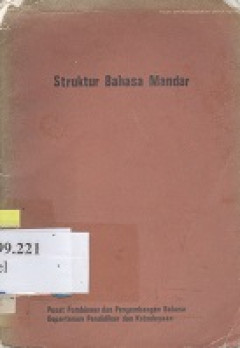 Struktur Bahasa Mandar
99.221
el
Pusat Pembinaan dan Pengembangan Bahasa
Departemen Pendidikan dan Kebudayaan